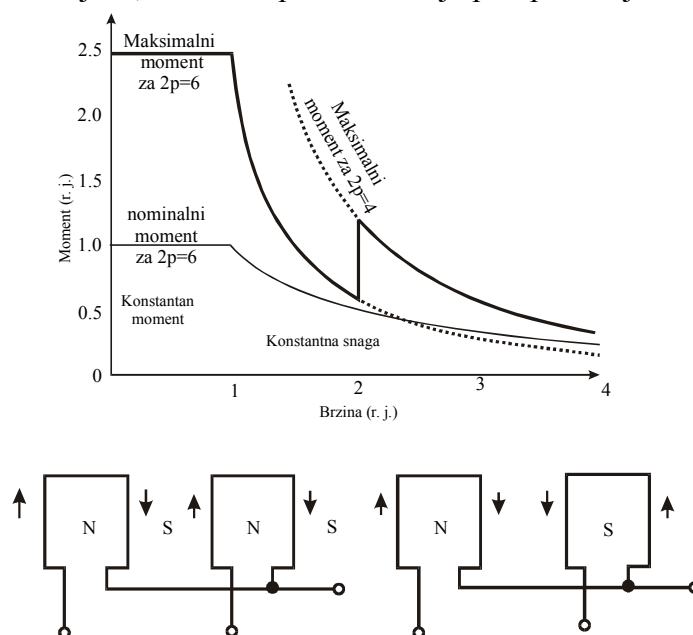 Maksimalni
moment
za 2p=6
Maksimalni
moment za 2p=4
nominalni
moment
za 2p=6
Konstantan
moment
Konstantna snaga
Moment (r. j.)
2.5
2.0
1.5
1.0
0.5
0
1
2
3
4
Brzina (r. j.)
N
S
N
S
N
S